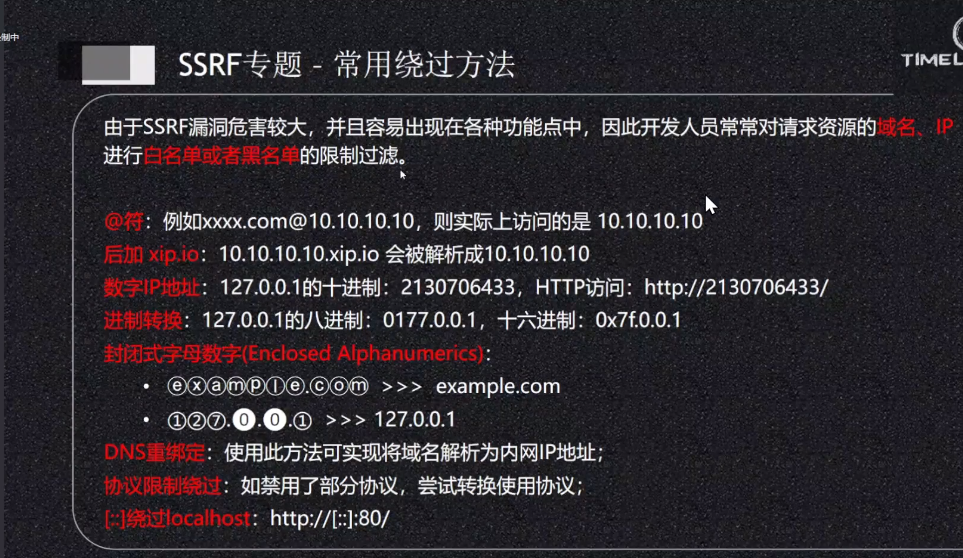 制中
SSRF专题 - 常用绕过方法
TIMEL
由于SSRF漏洞危害较大，并且容易出现在各种功能点中，因此开发人员常常对请求资源的域名、IP
进行白名单或者黑名单的限制过滤。
@符：例如xxxx.com@10.10.10.10，则实际上访问的是 10.10.10.10
后加 xip.io：10.10.10.10.xip.io 会被解析成10.10.10.10
数字IP地址：127.0.0.1的十进制：2130706433，HTTP访问：http://2130706433/
进制转换：127.0.0.1的八进制：0177.0.0.1，十六进制：0x7f.0.0.1
封闭式字母数字(Enclosed Alphanumerics)：
• ⓔⓧⓐⓜⓟⓛⓔ.ⓒⓞⓜ >>> example.com
• ①②⑦.⓿.⓿.① >>> 127.0.0.1
DNS重绑定：使用此方法可实现将域名解析为内网IP地址；
协议限制绕过：如禁用了部分协议，尝试转换使用协议；
[::]绕过localhost：http://[::]:80/